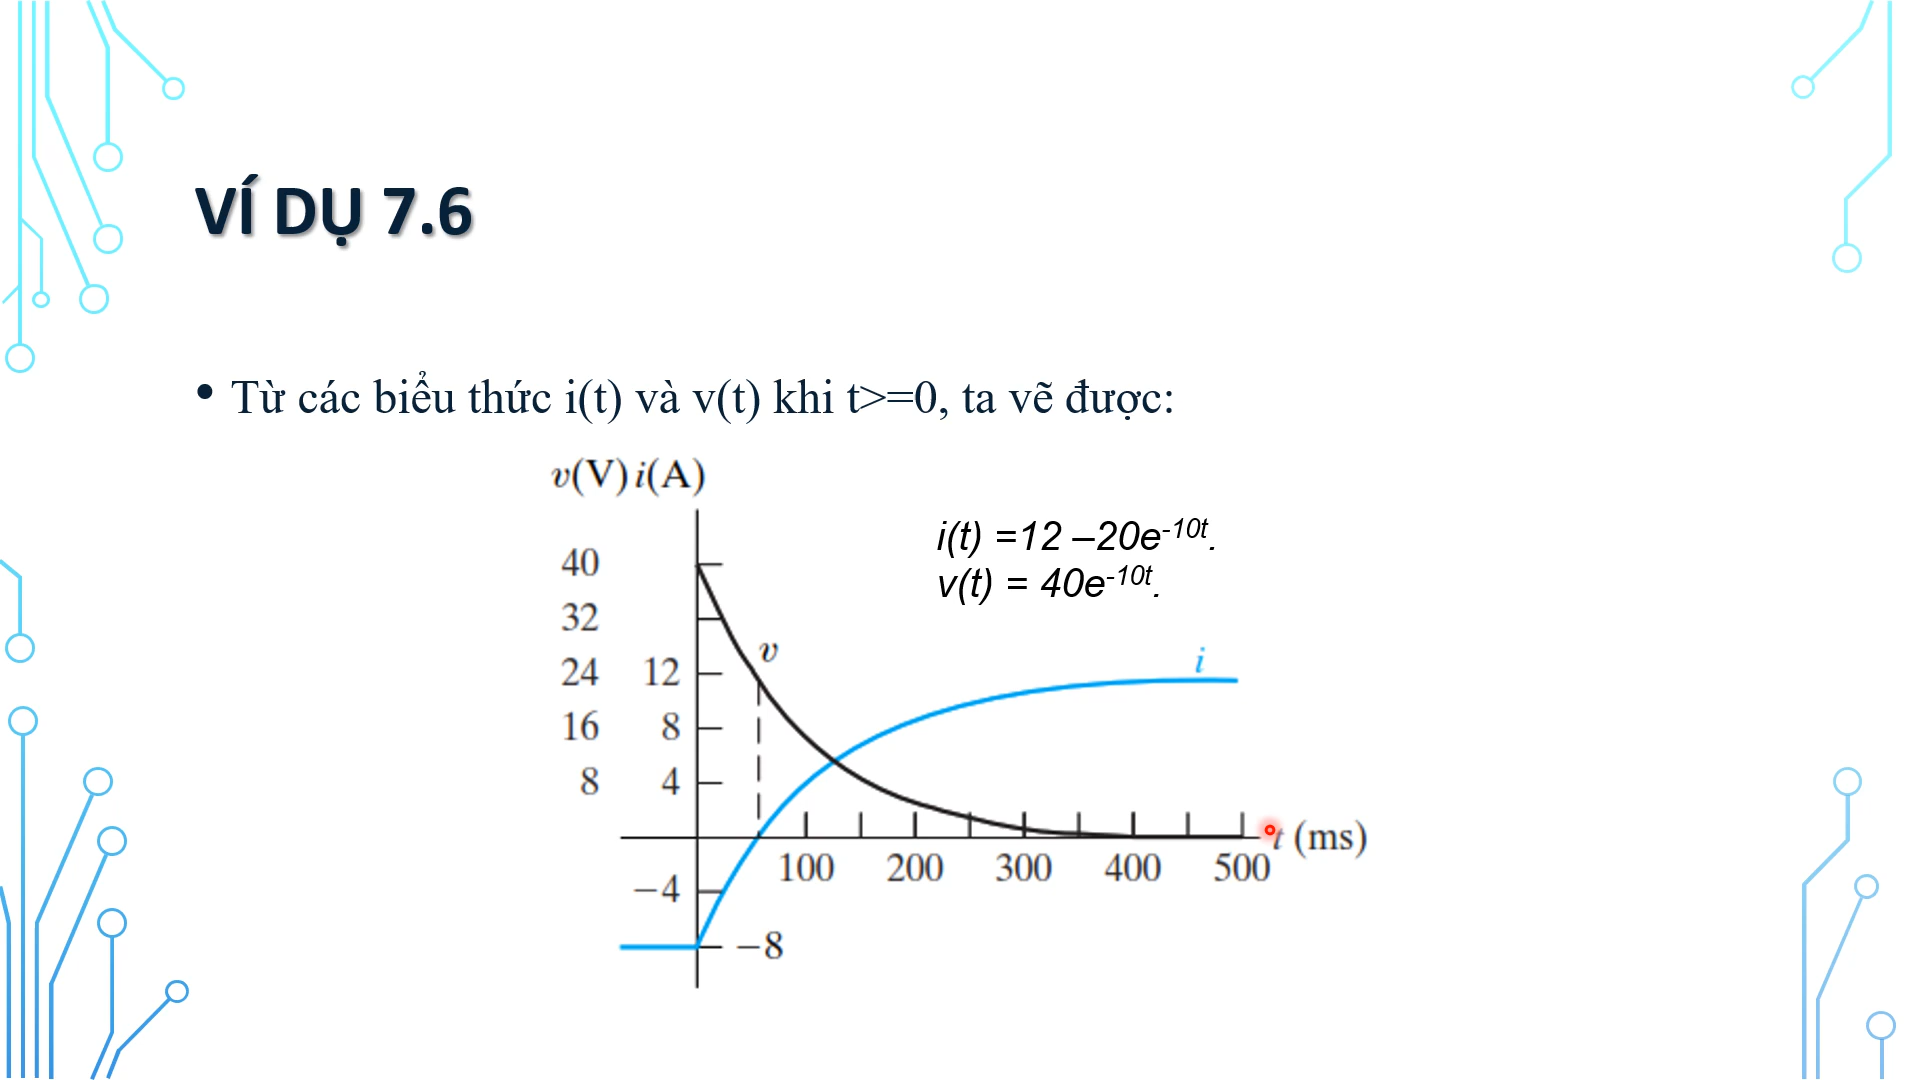 VÍ DỤ 7.6
• Từ các biểu thức i(t) và v(t) khi t>=0, ta vẽ được:
v(V) i(A)
i(t) =12 –20e-10t.
v(t) = 40e-10t.
40
32
v
i
24 12
16 8
8 4
t (ms)
100 200 300 400 500
−4
−8